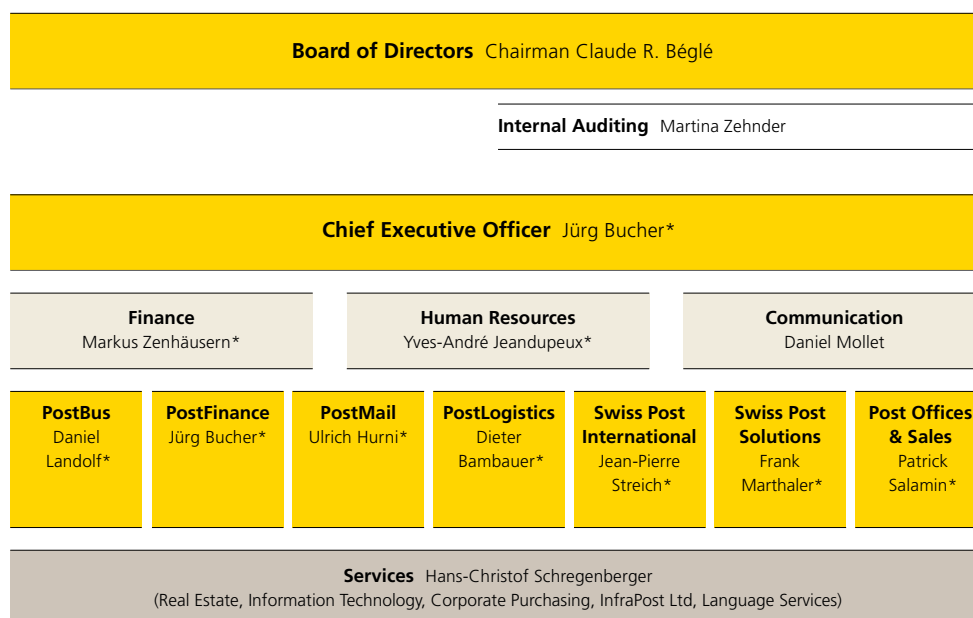 Board of Directors Chairman Claude R. Béglé
Internal Auditing Martina Zehnder
Chief Executive Officer Jürg Bucher*
Finance
Markus Zenhäusern*
Human Resources
Yves-André Jeandupeux*
Communication
Daniel Mollet
PostBus
Daniel
Landolf*
PostFinance
Jürg Bucher*
PostMail
Ulrich Hurni*
PostLogistics
Dieter
Bambauer*
Swiss Post
International
Jean-Pierre
Streich*
Swiss Post
Solutions
Frank
Marthaler*
Post Offices
& Sales
Patrick
Salamin*
Services Hans-Christof Schregenberger
(Real Estate, Information Technology, Corporate Purchasing, InfraPost Ltd, Language Services)